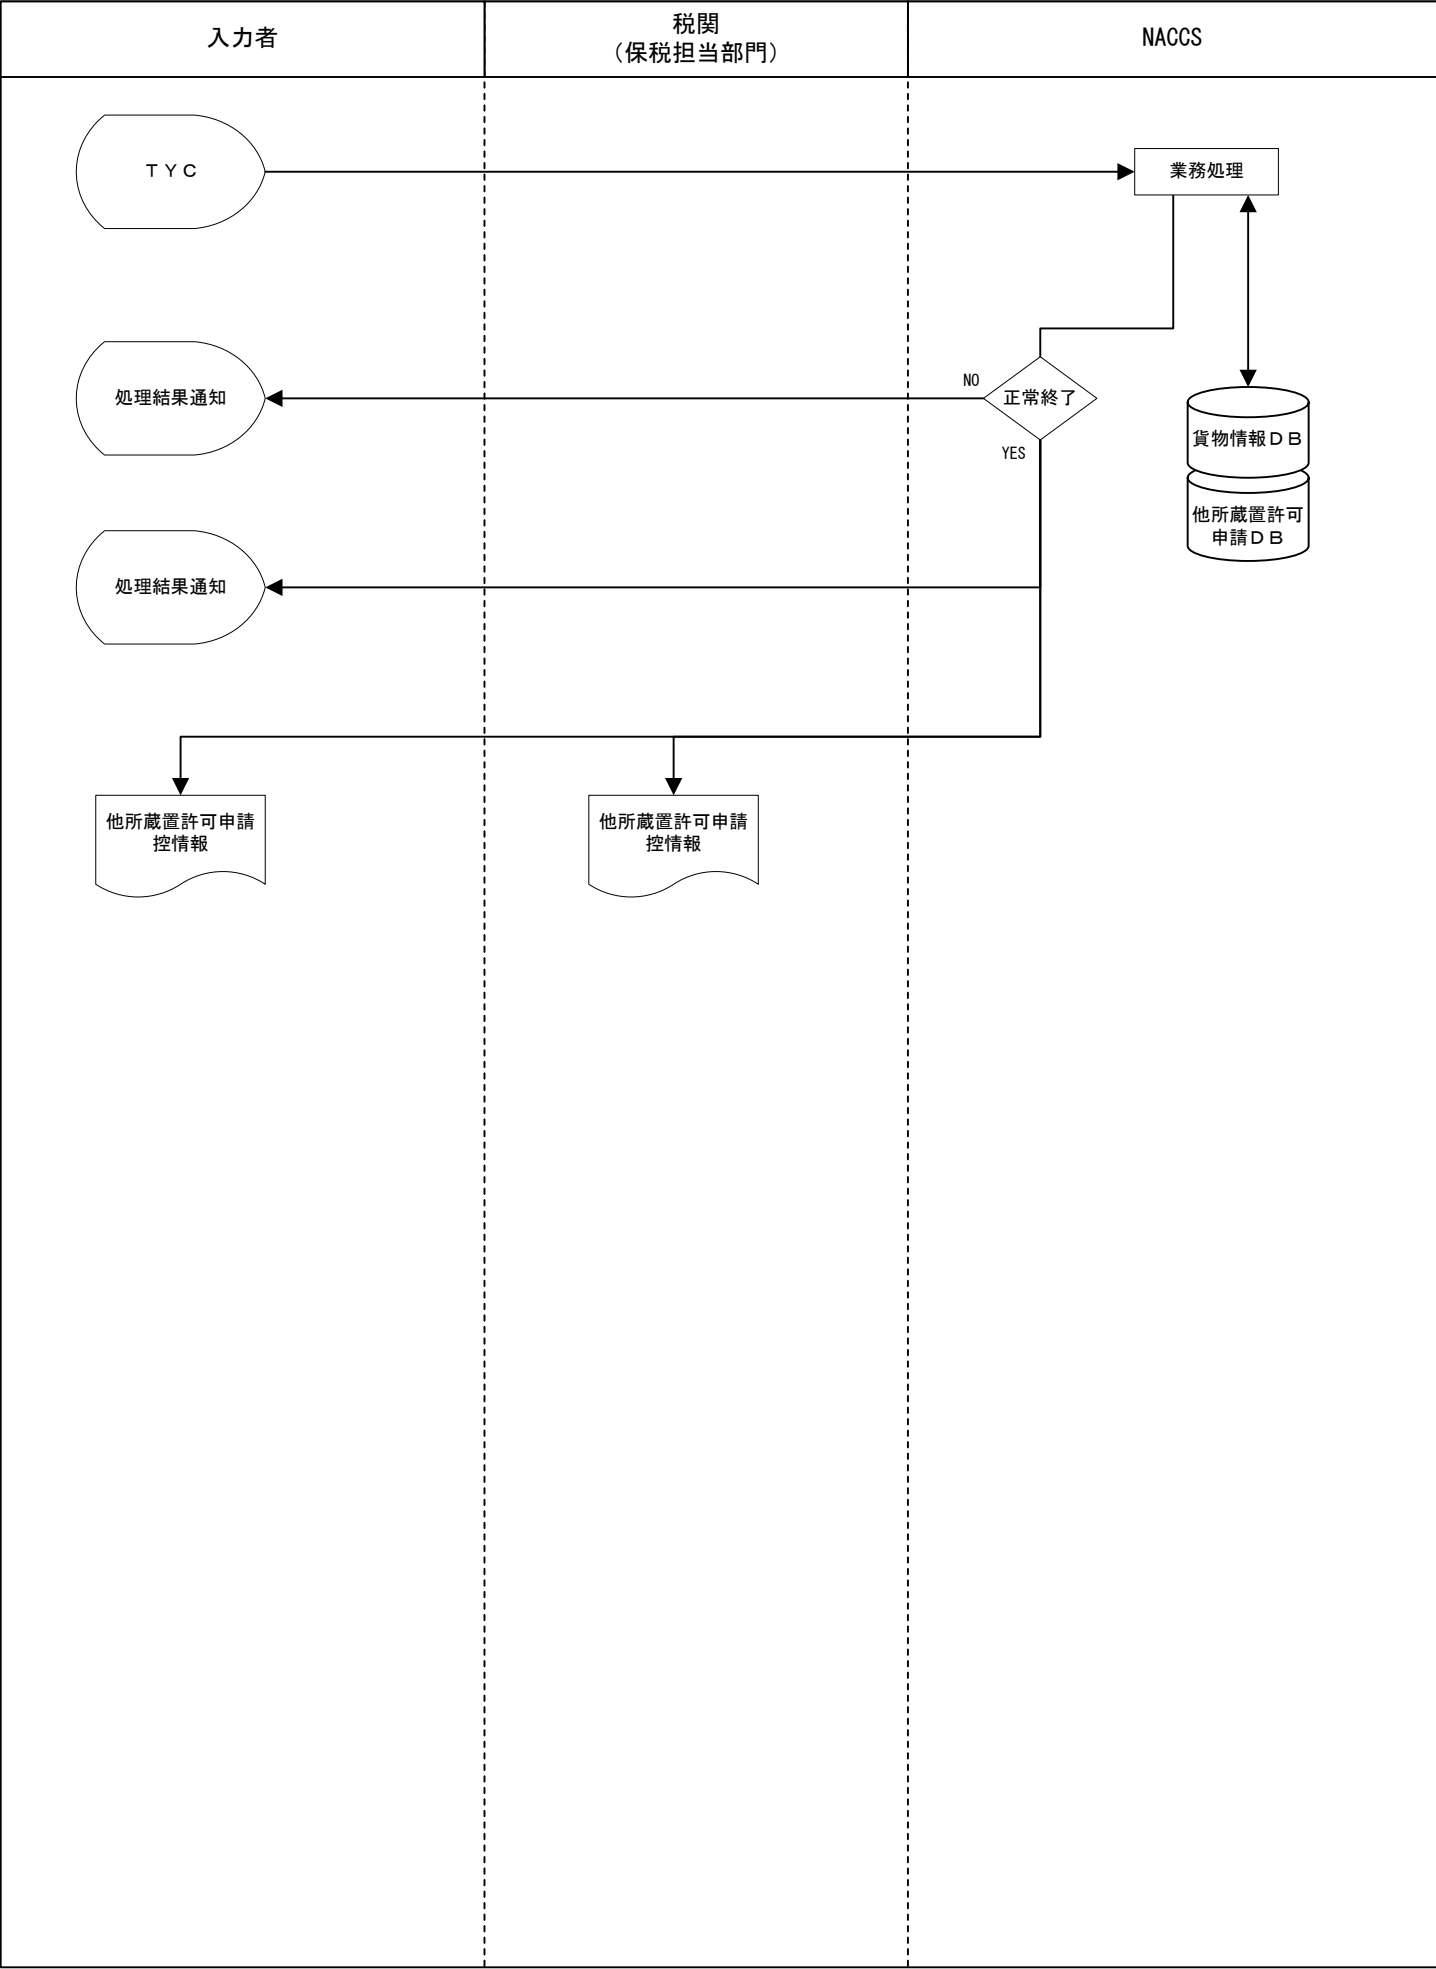 入力者
税関
（保税担当部門）
NACCS
ＴＹＣ
業務処理
処理結果通知
NO
正常終了
YES
貨物情報ＤＢ
他所蔵置許可
申請ＤＢ
処理結果通知
他所蔵置許可申請
控情報
他所蔵置許可申請
控情報